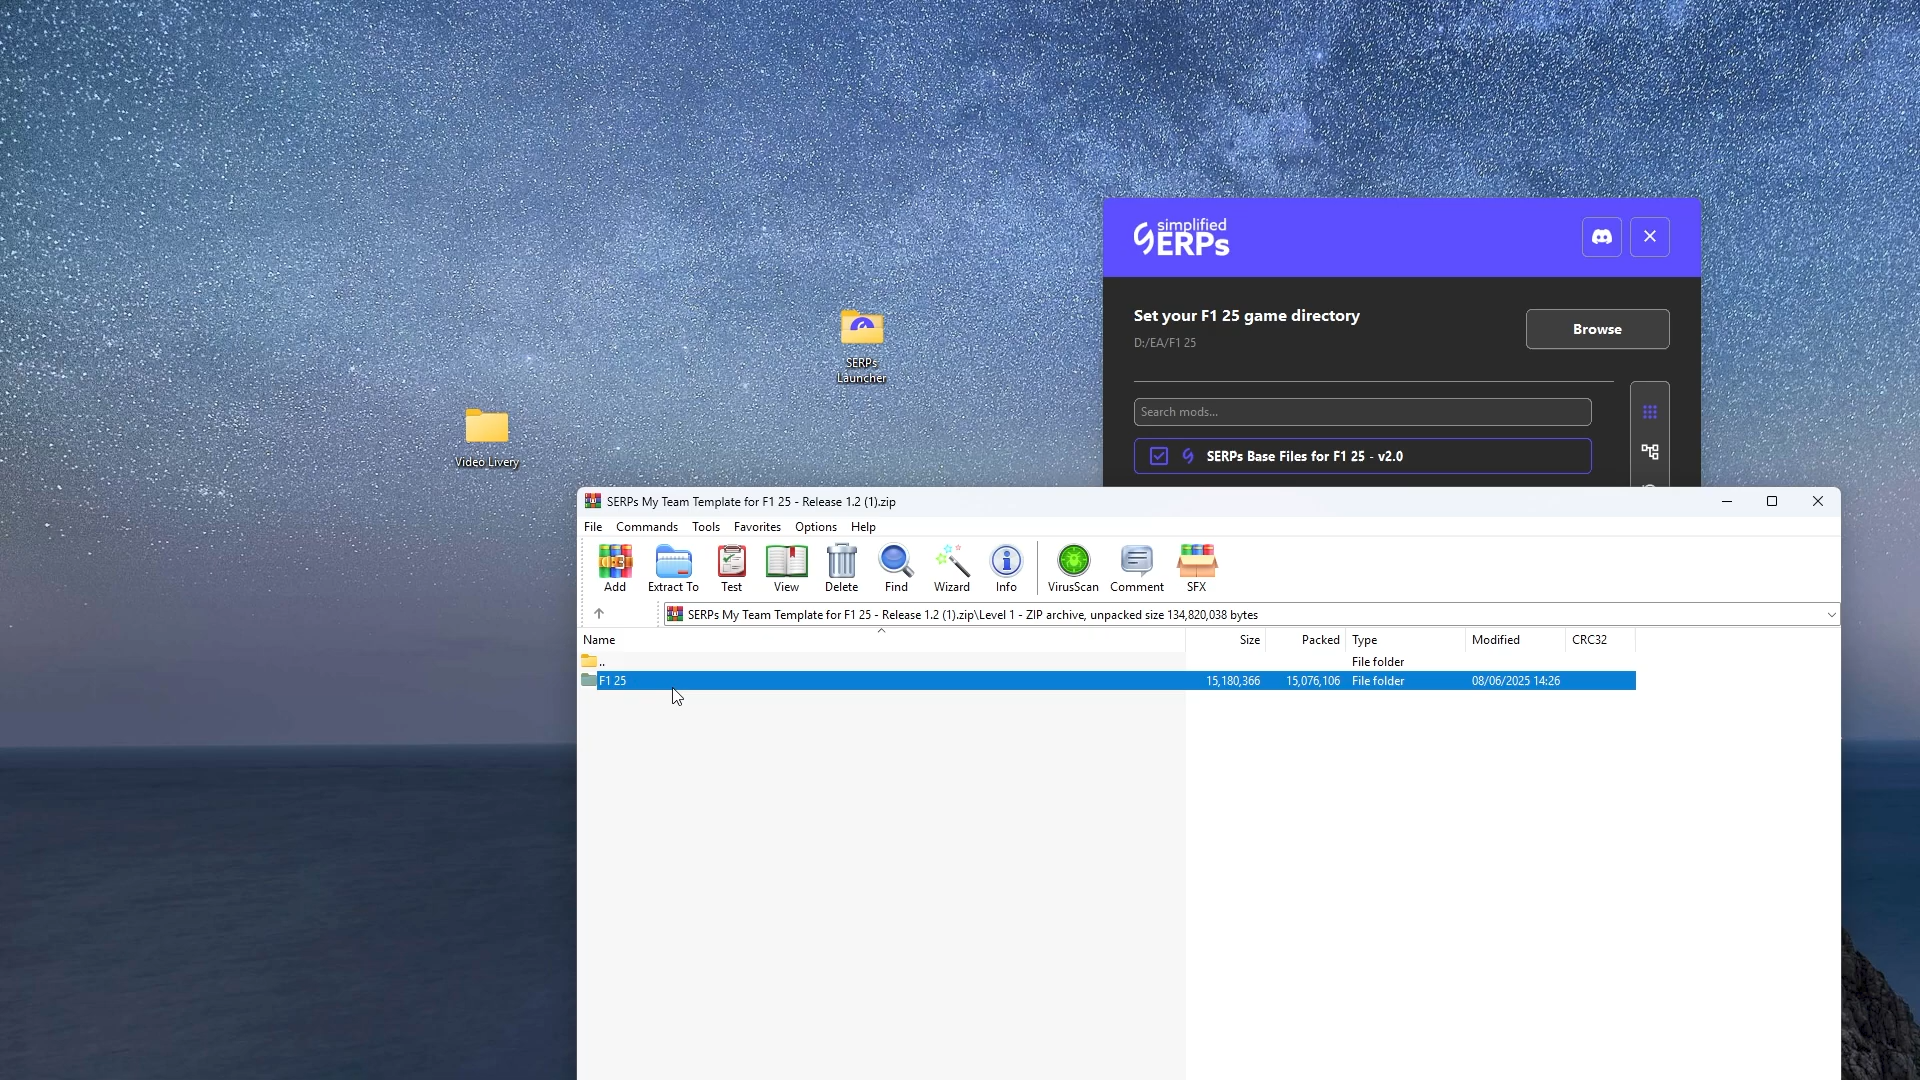 simplified
SERPs
Set your F1 25 game directory
Browse
D:/EA/F1 25
SERPs
Launcher
Search mods...
SERPs Base Files for F1 25 - v2.0
Video Livery
SERPs My Team Template for F1 25 - Release 1.2 (1).zip
File Commands Tools Favorites Options Help
Add Extract To Test View Delete Find Wizard Info VirusScan Comment SFX
SERPs My Team Template for F1 25 - Release 1.2 (1).zip\Level 1 - ZIP archive, unpacked size 134,820,038 bytes
Name Size Packed Type Modified CRC32
.. File folder
F1 25 15,180,366 15,076,106 File folder 08/06/2025 14:26